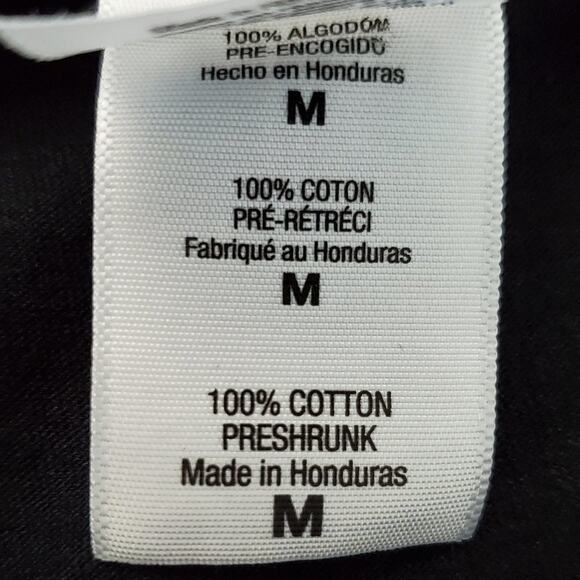 100% ALGODÓN
PRE-ENCOGIDO
Hecho en Honduras
M
100% COTON
PRÉ-RÉTRÉCI
Fabriqué au Honduras
M
100% COTTON
PRESHRUNK
Made in Honduras
M